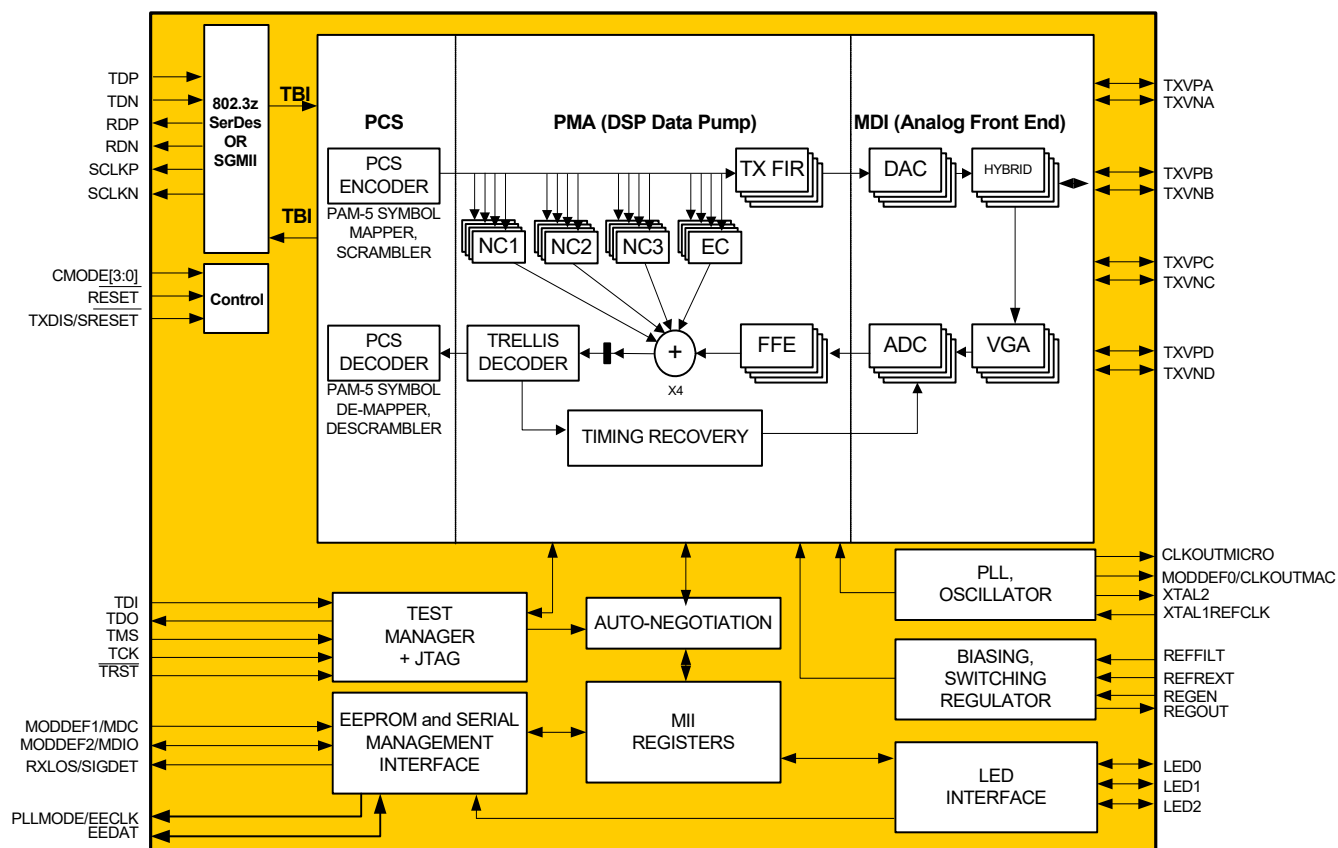 TDP
TDN
RDP
RDN
SCLKP
SCLKN
802.3z
SerDes
OR
SGMII
TBI
TBI
CMODE[3:0]
RESET
TXDIS/SRESET
Control
PCS
PMA (DSP Data Pump)
MDI (Analog Front End)
PCS
ENCODER
PAM-5 SYMBOL
MAPPER,
SCRAMBLER
NC1
NC2
NC3
EC
TX FIR
DAC
HYBRID
PCS
DECODER
PAM-5 SYMBOL
DE-MAPPER,
DESCRAMBLER
TRELLIS
DECODER
+
X4
FFE
ADC
VGA
TIMING RECOVERY
TXVPA
TXVNA
TXVPB
TXVNB
TXVPC
TXVNC
TXVPD
TXVND
TDI
TDO
TMS
TCK
TRST
TEST
MANAGER
+ JTAG
AUTO-NEGOTIATION
PLL,
OSCILLATOR
CLKOUTMICRO
MODDEF0/CLKOUTMAC
XTAL2
XTAL1REFCLK
BIASING,
SWITCHING
REGULATOR
REFFILT
REFREXT
REGEN
REGOUT
MODDEF1/MDC
MODDEF2/MDIO
RXLOS/SIGDET
PLLMODE/EECLK
EEDAT
EEPROM and SERIAL
MANAGEMENT
INTERFACE
MII
REGISTERS
LED
INTERFACE
LED0
LED1
LED2